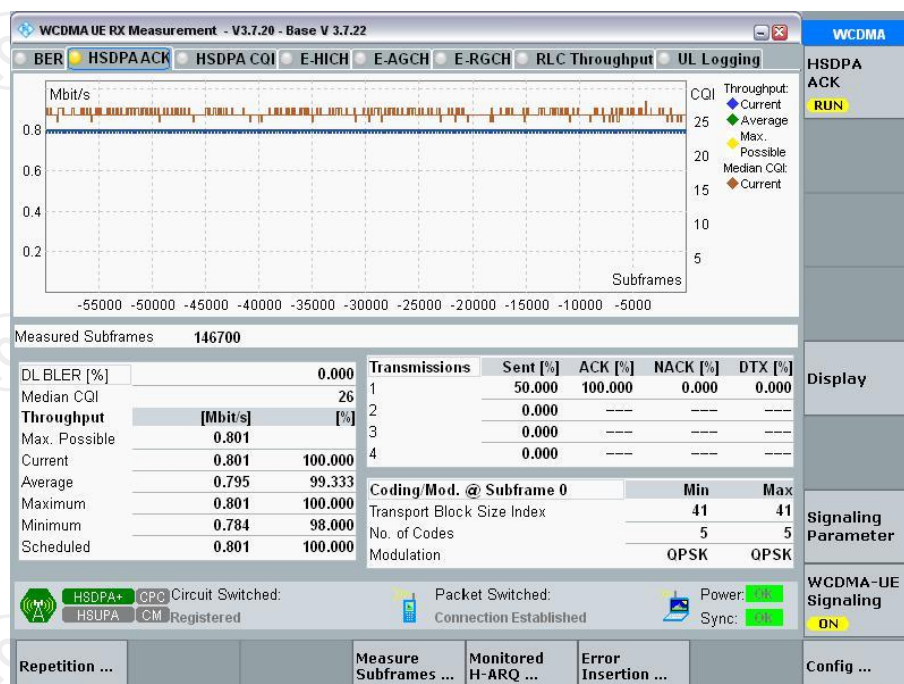 WCDMA UE RX Measurement - V3.7.20 - Base V 3.7.22
WCDMA
BER HSDPA ACK HSDPA CQI E-HICH E-AGCH E-RGCH RLC Throughput UL Logging
HSDPA
ACK
RUN
Mbit/s
CQI
Throughput:
Current
Average
Max.
Possible
Median CQI:
Current
0.8
0.6
0.4
0.2
25
20
15
10
5
Subframes
-55000 -50000 -45000 -40000 -35000 -30000 -25000 -20000 -15000 -10000 -5000
Measured Subframes 146700
DL BLER [%] 0.000
Median CQI 26
Throughput [Mbit/s] [%]
Max. Possible 0.801
Current 0.801 100.000
Average 0.795 99.333
Maximum 0.801 100.000
Minimum 0.784 98.000
Scheduled 0.801 100.000
Transmissions Sent [%] ACK [%] NACK [%] DTX [%]
1 50.000 100.000 0.000 0.000
2 0.000 --- --- ---
3 0.000 --- --- ---
4 0.000 --- --- ---
Coding/Mod. @ Subframe 0 Min Max
Transport Block Size Index 41 41
No. of Codes 5 5
Modulation QPSK QPSK
Display
Signaling
Parameter
WCDMA-UE
Signaling
ON
HSDPA+ CPC Circuit Switched: Packet Switched: Power: OK
HSUPA CM Registered Connection Established Sync: OK
Repetition ...
Measure
Subframes ...
Monitored
H-ARQ ...
Error
Insertion ...
Config ...